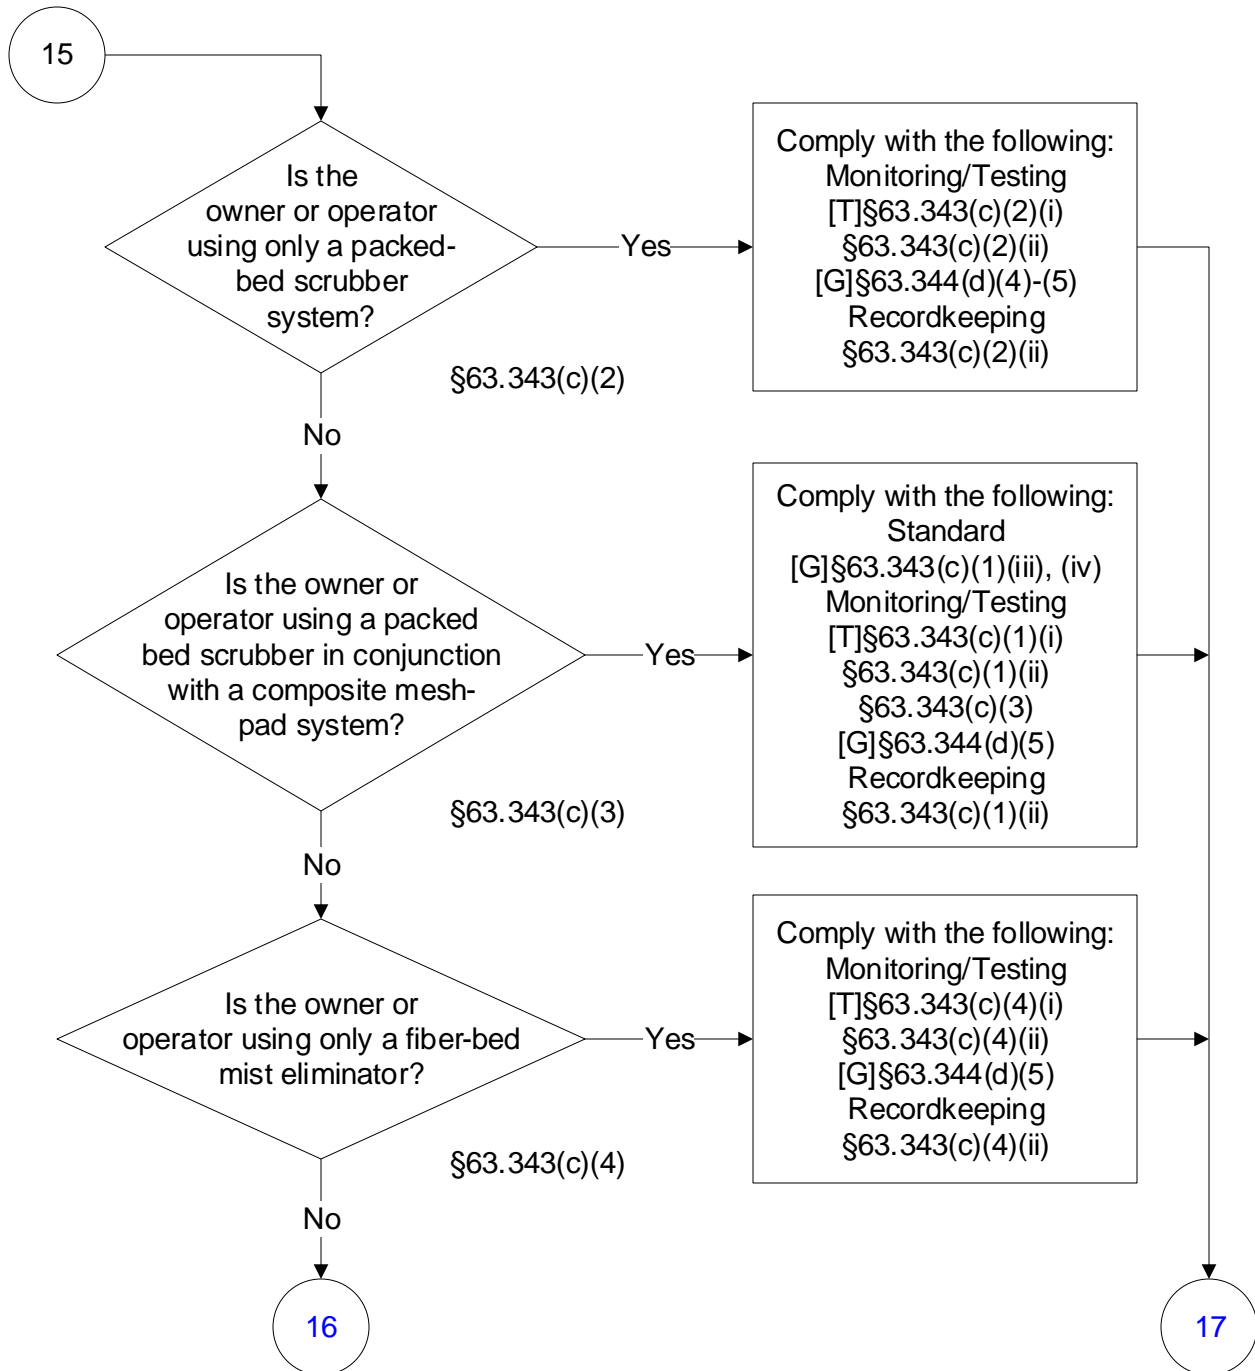 15
Is the
owner or operator
using only a packed-
bed scrubber
system?
Yes
Comply with the following:
Monitoring/Testing
[T]§63.343(c)(2)(i)
§63.343(c)(2)(ii)
[G]§63.344(d)(4)-(5)
Recordkeeping
§63.343(c)(2)(ii)
§63.343(c)(2)
No
Is the owner or
operator using a packed
bed scrubber in conjunction
with a composite mesh-
pad system?
Yes
Comply with the following:
Standard
[G]§63.343(c)(1)(iii), (iv)
Monitoring/Testing
[T]§63.343(c)(1)(i)
§63.343(c)(1)(ii)
§63.343(c)(3)
[G]§63.344(d)(5)
Recordkeeping
§63.343(c)(1)(ii)
§63.343(c)(3)
No
Is the owner or
operator using only a fiber-bed
mist eliminator?
Yes
Comply with the following:
Monitoring/Testing
[T]§63.343(c)(4)(i)
§63.343(c)(4)(ii)
[G]§63.344(d)(5)
Recordkeeping
§63.343(c)(4)(ii)
§63.343(c)(4)
No
16
17